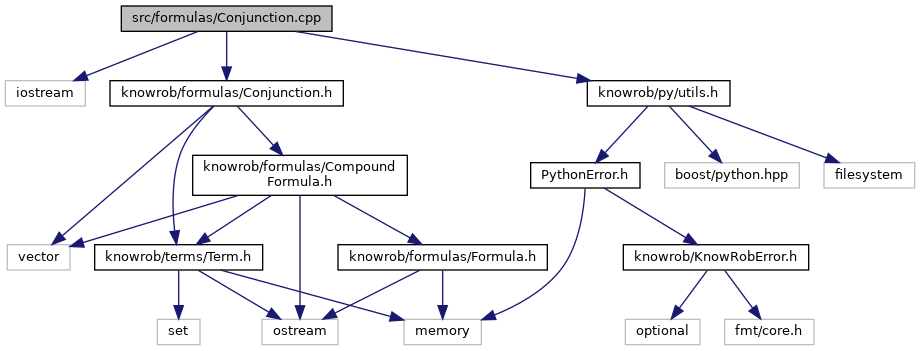 src/formulas/Conjunction.cpp
iostream
knowrob/formulas/Conjunction.h
knowrob/py/utils.h
knowrob/formulas/Compound
Formula.h
PythonError.h
boost/python.hpp
filesystem
vector
knowrob/terms/Term.h
knowrob/formulas/Formula.h
knowrob/KnowRobError.h
set
ostream
memory
optional
fmt/core.h